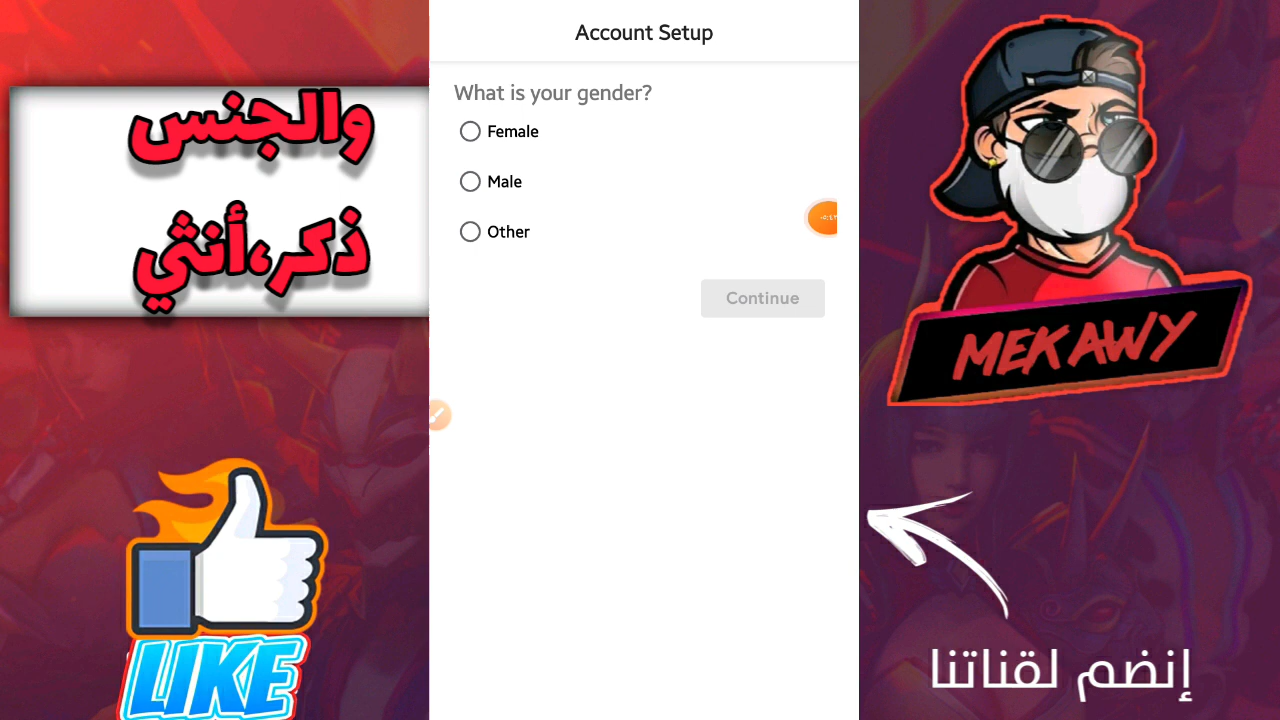 والجنس
ذكر،أنثي
LIKE
Account Setup
What is your gender?
Female
Male
Other
Continue
MEKAWY
إنضم لقناتنا